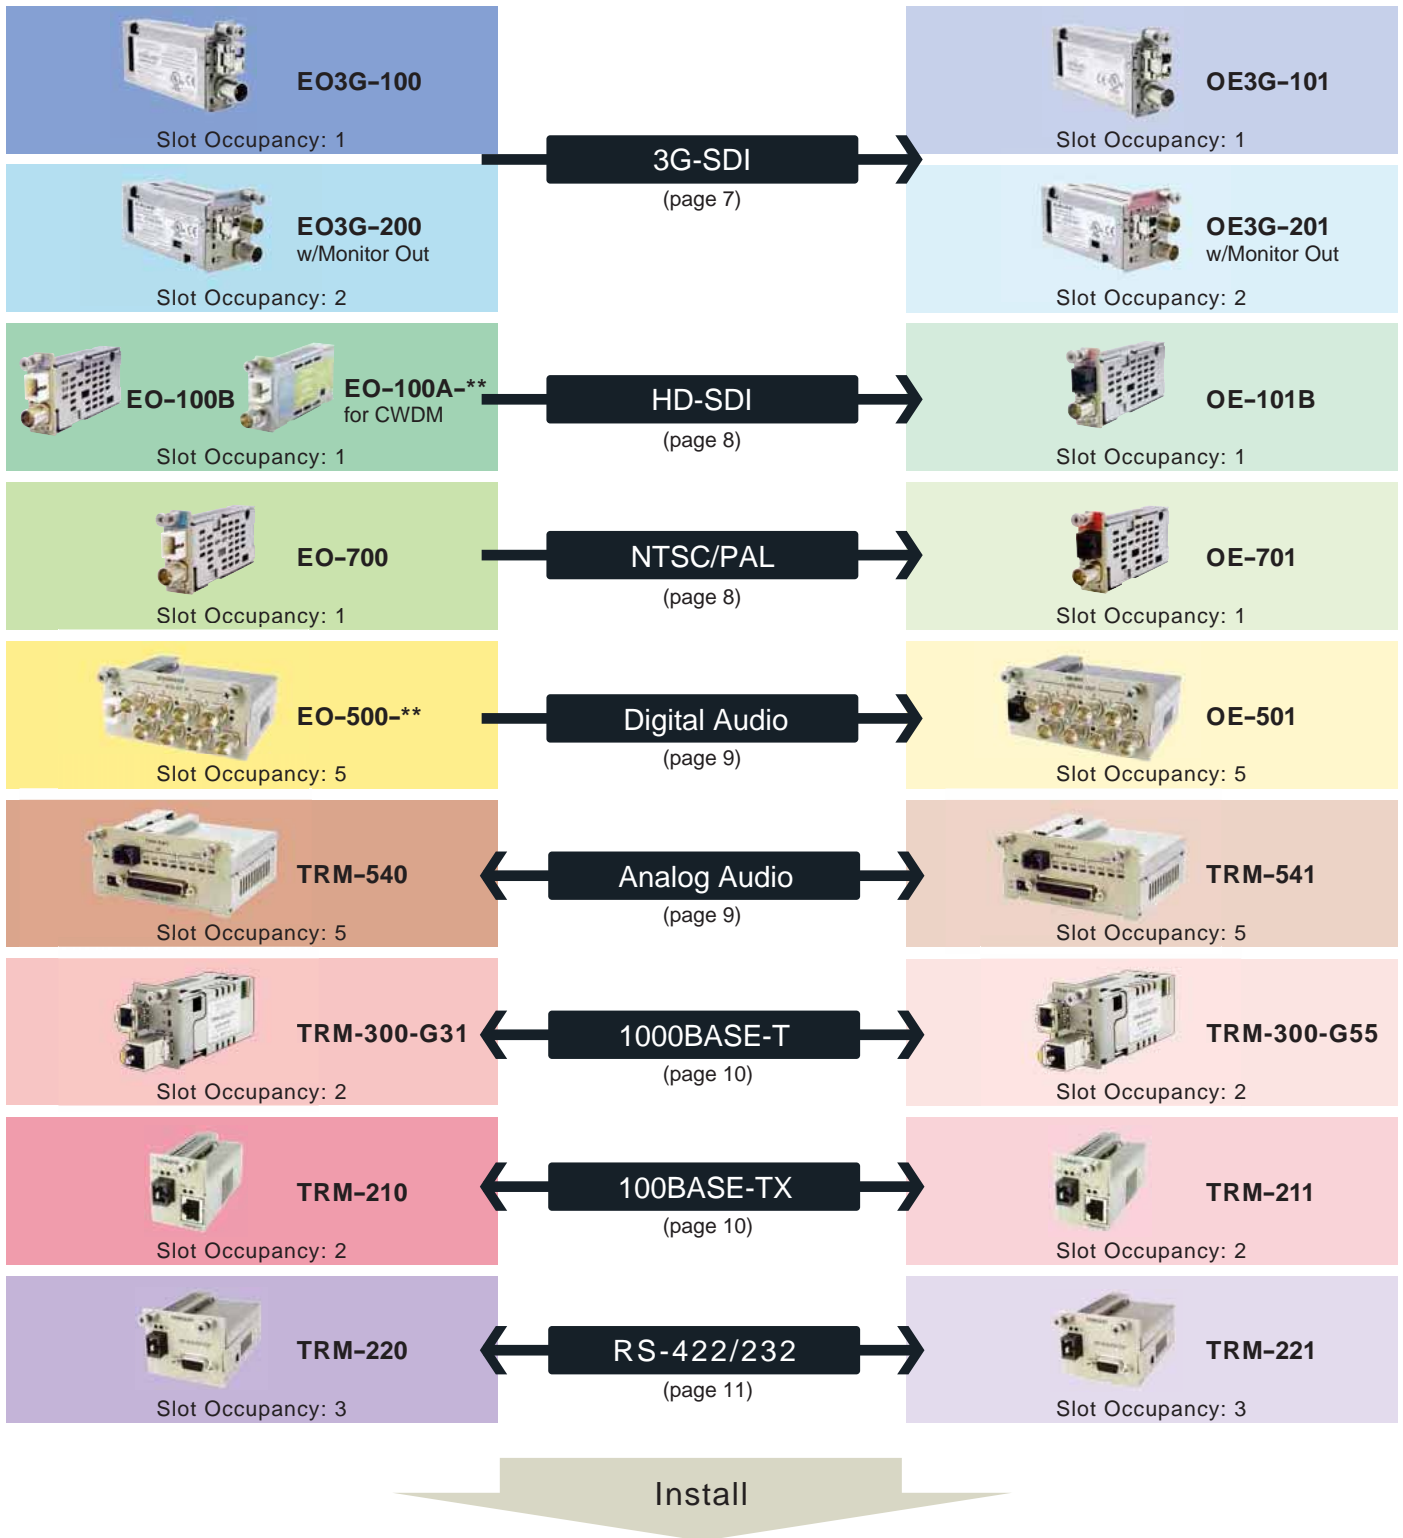 EO3G-100
Slot Occupancy: 1
OE3G-101
Slot Occupancy: 1
3G-SDI
(page 7)
EO3G-200
w/Monitor Out
Slot Occupancy: 2
OE3G-201
w/Monitor Out
Slot Occupancy: 2
EO-100B
EO-100A-**
for CWDM
Slot Occupancy: 1
HD-SDI
(page 8)
OE-101B
Slot Occupancy: 1
EO-700
Slot Occupancy: 1
NTSC/PAL
(page 8)
OE-701
Slot Occupancy: 1
EO-500-**
Slot Occupancy: 5
Digital Audio
(page 9)
OE-501
Slot Occupancy: 5
TRM-540
Slot Occupancy: 5
Analog Audio
(page 9)
TRM-541
Slot Occupancy: 5
TRM-300-G31
Slot Occupancy: 2
1000BASE-T
(page 10)
TRM-300-G55
Slot Occupancy: 2
TRM-210
Slot Occupancy: 2
100BASE-TX
(page 10)
TRM-211
Slot Occupancy: 2
TRM-220
Slot Occupancy: 3
RS-422/232
(page 11)
TRM-221
Slot Occupancy: 3
Install